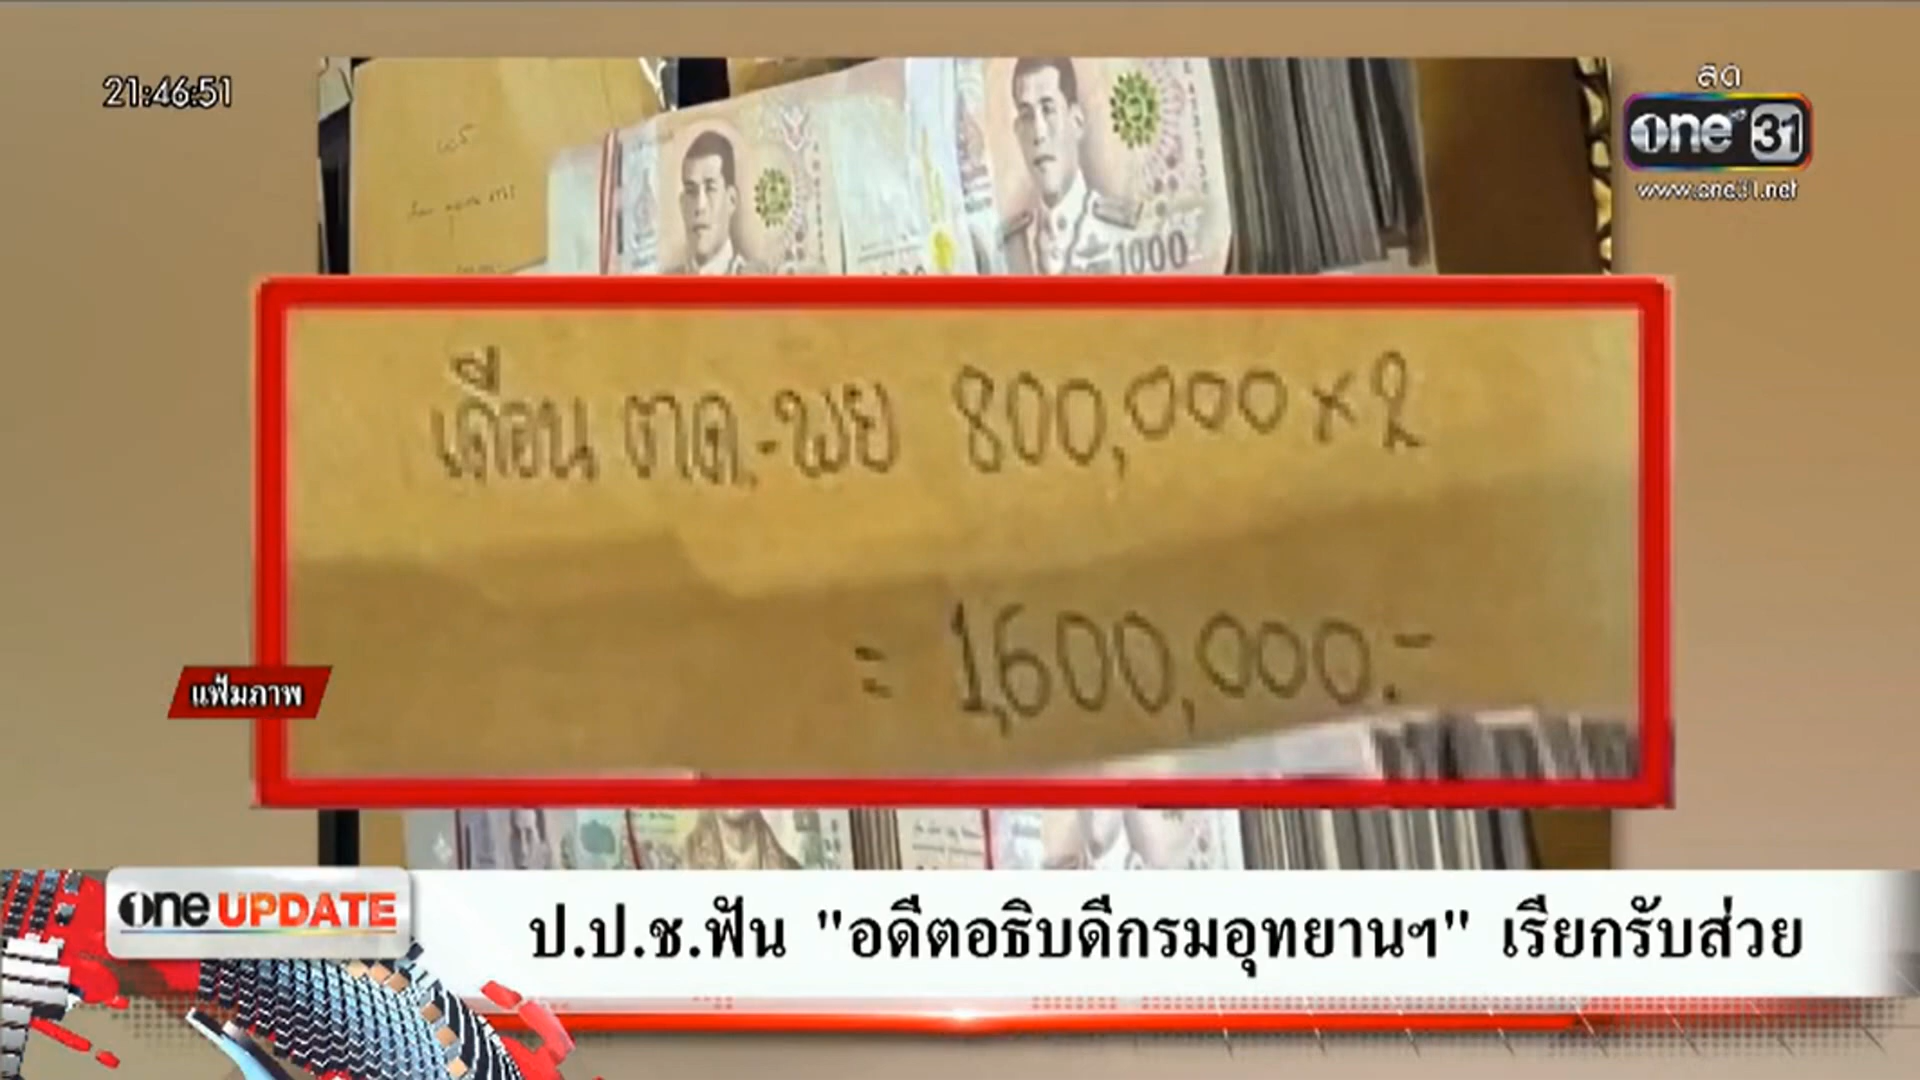 21:46:51
สด
one 31
www.one31.net
1000
เดือน ตค.-พย 800,000 x 2
= 1,600,000.-
แฟ้มภาพ
one UPDATE
ป.ป.ช.ฟัน "อดีตอธิบดีกรมอุทยานฯ" เรียกรับส่วย